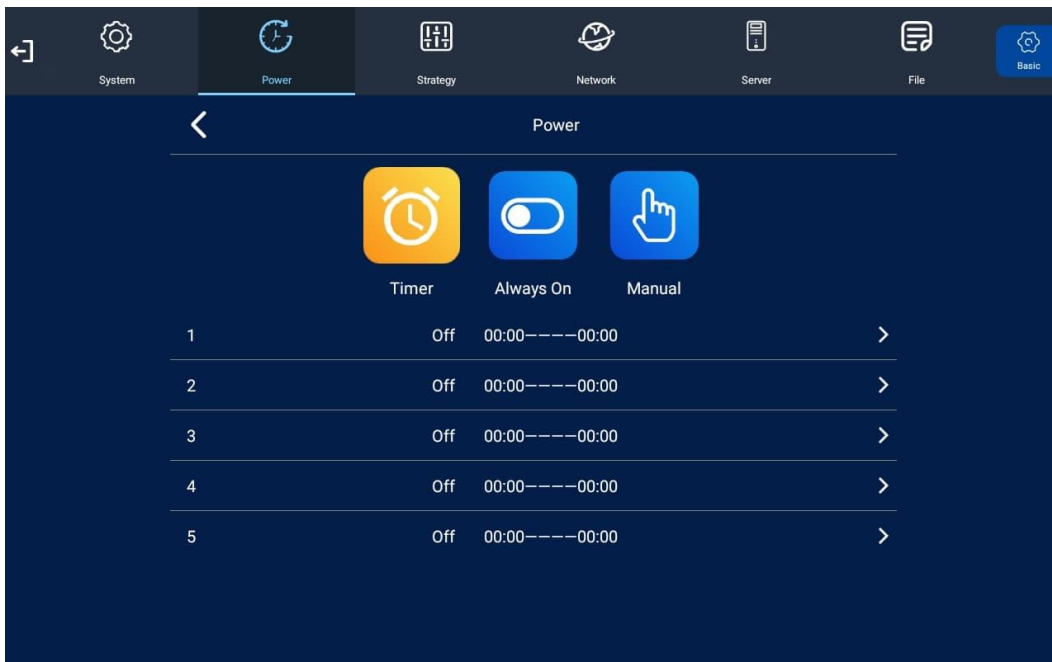 System Power Strategy Network Server File Basic
Power
Timer Always On Manual
1 Off 00:00————00:00
2 Off 00:00————00:00
3 Off 00:00————00:00
4 Off 00:00————00:00
5 Off 00:00————00:00